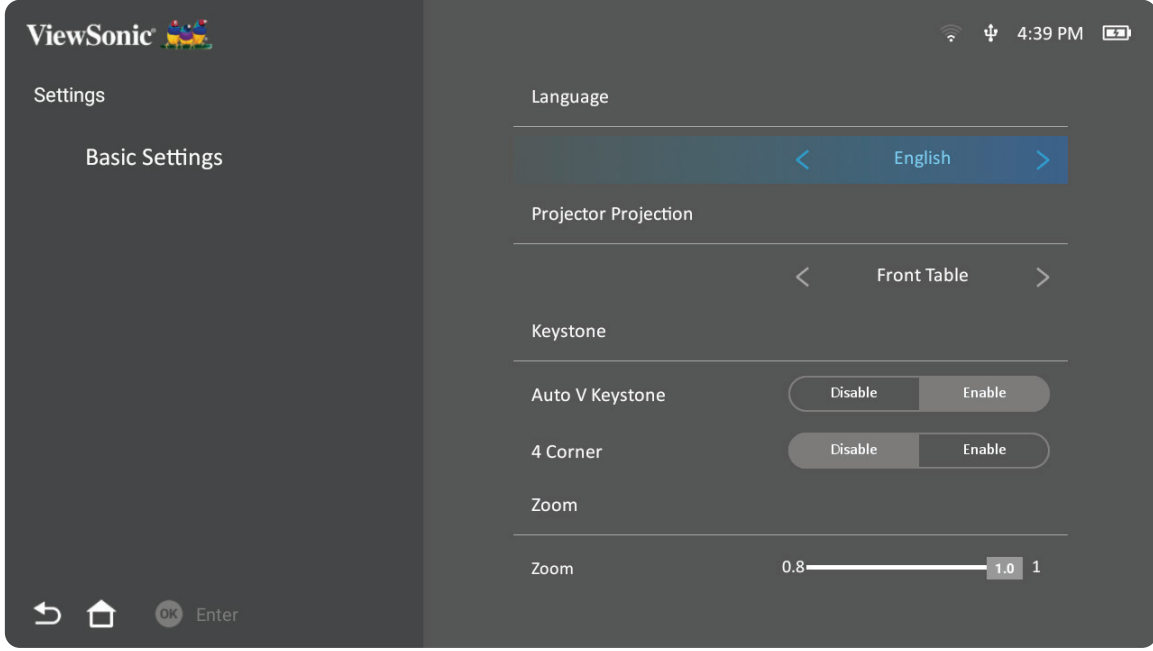 ViewSonic
4:39 PM
Settings
Basic Settings
Language
English
Projector Projection
Front Table
Keystone
Auto V Keystone Disable Enable
4 Corner Disable Enable
Zoom
Zoom 0.8 1.0 1
OK Enter